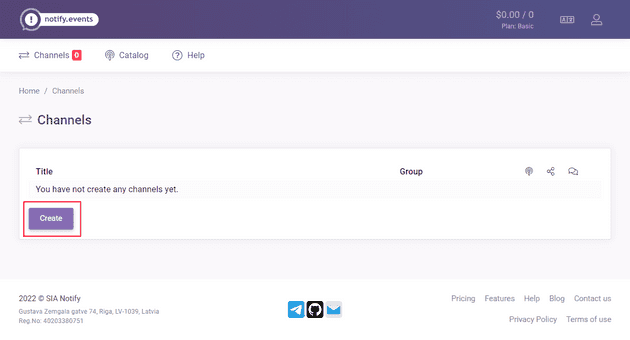 notify.events
$0.00 / 0
Plan: Basic
Channels 0
Catalog
Help
Home / Channels
Channels
Title
Group
You have not create any channels yet.
Create
2022 © SIA Notify
Gustava Zemgala gatve 74, Riga, LV-1039, Latvia
Reg.No: 40203380751
Pricing
Features
Help
Blog
Contact us
Privacy Policy
Terms of use